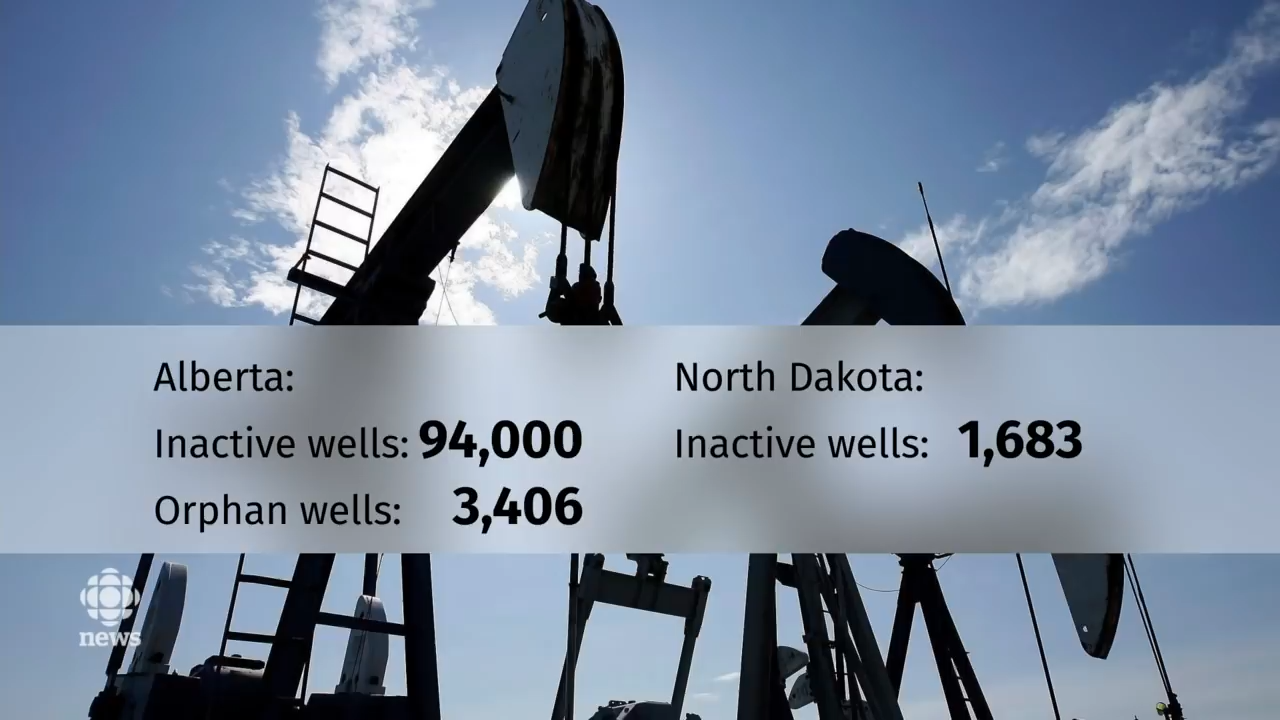 Alberta:
Inactive wells: 94,000
Orphan wells: 3,406
North Dakota:
Inactive wells: 1,683
news